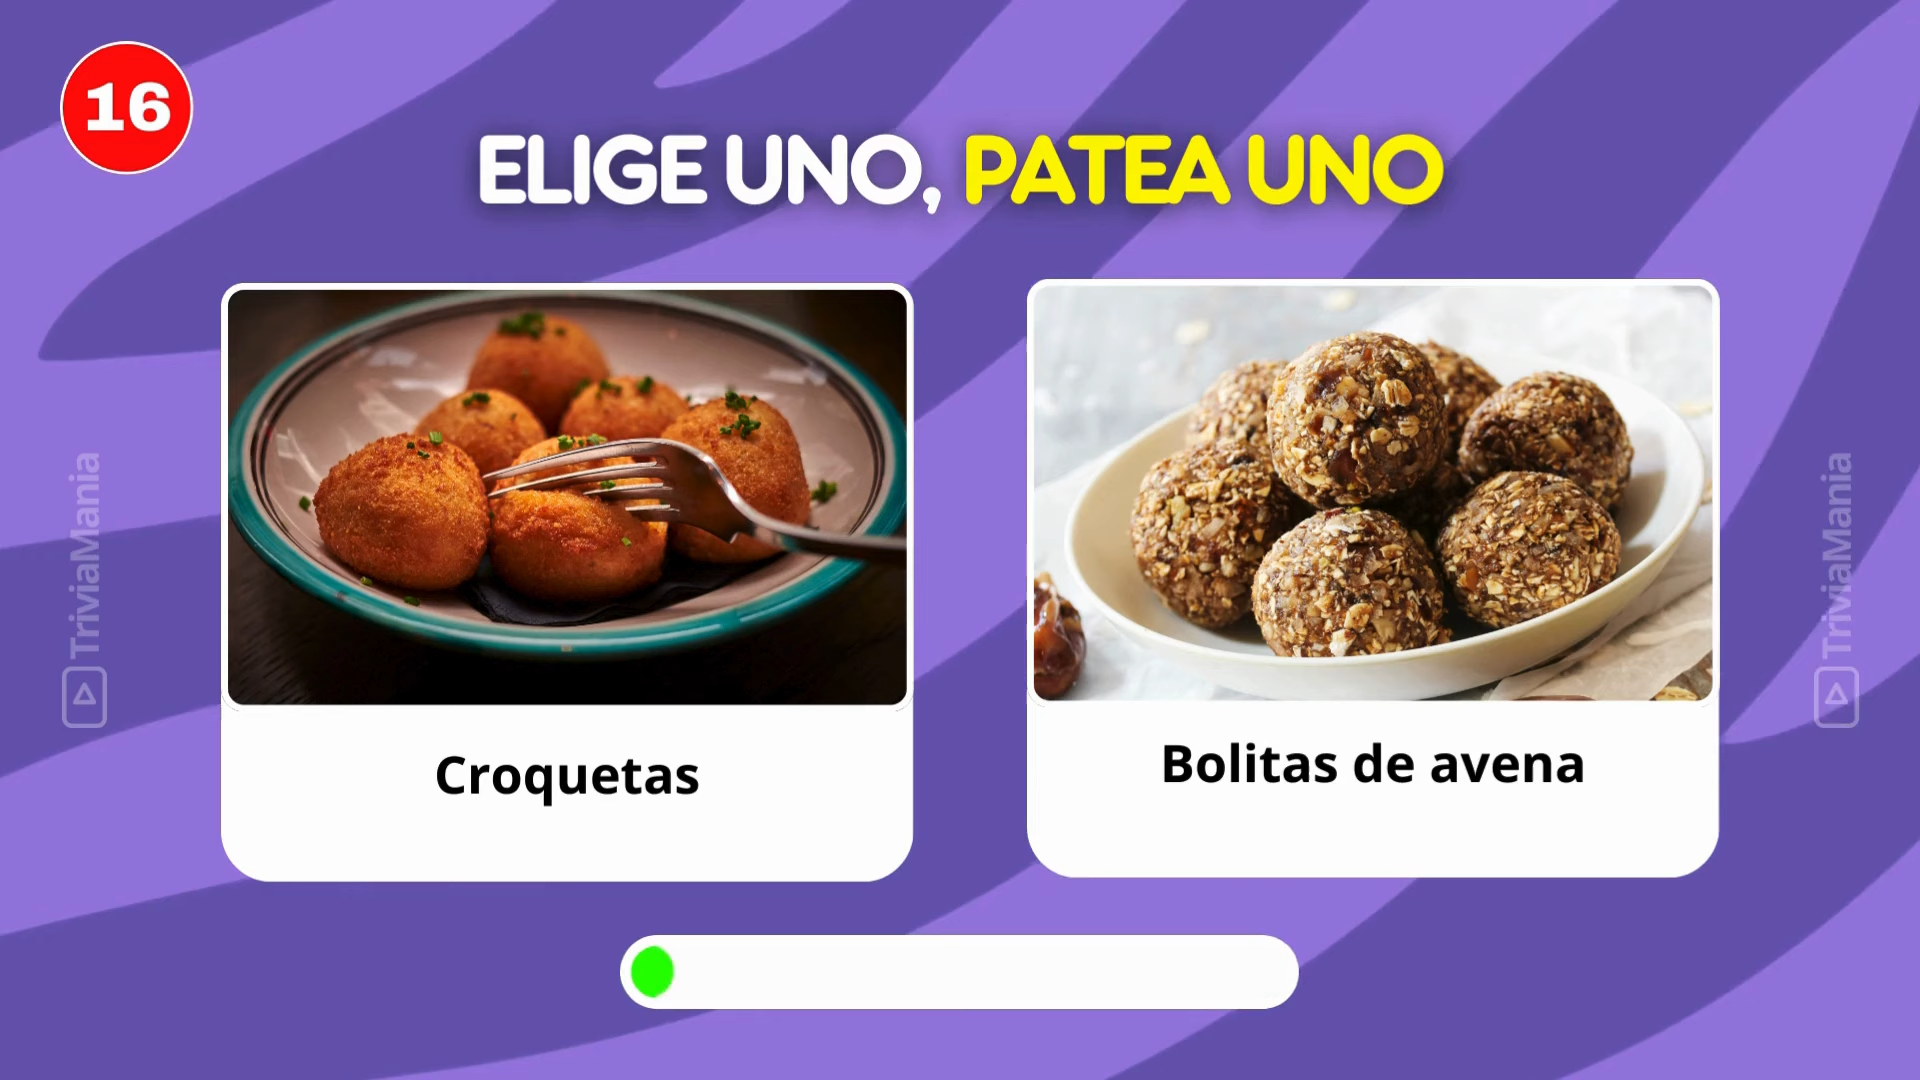 16
ELIGE UNO, PATEA UNO
TriviaMania
TriviaMania
Croquetas
Bolitas de avena